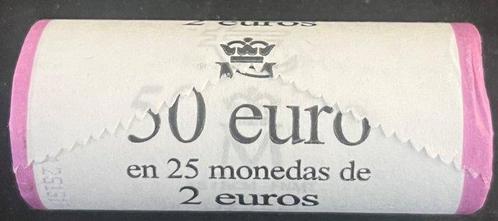 2 euros
50 euro
en 25 monedas de
2 euros